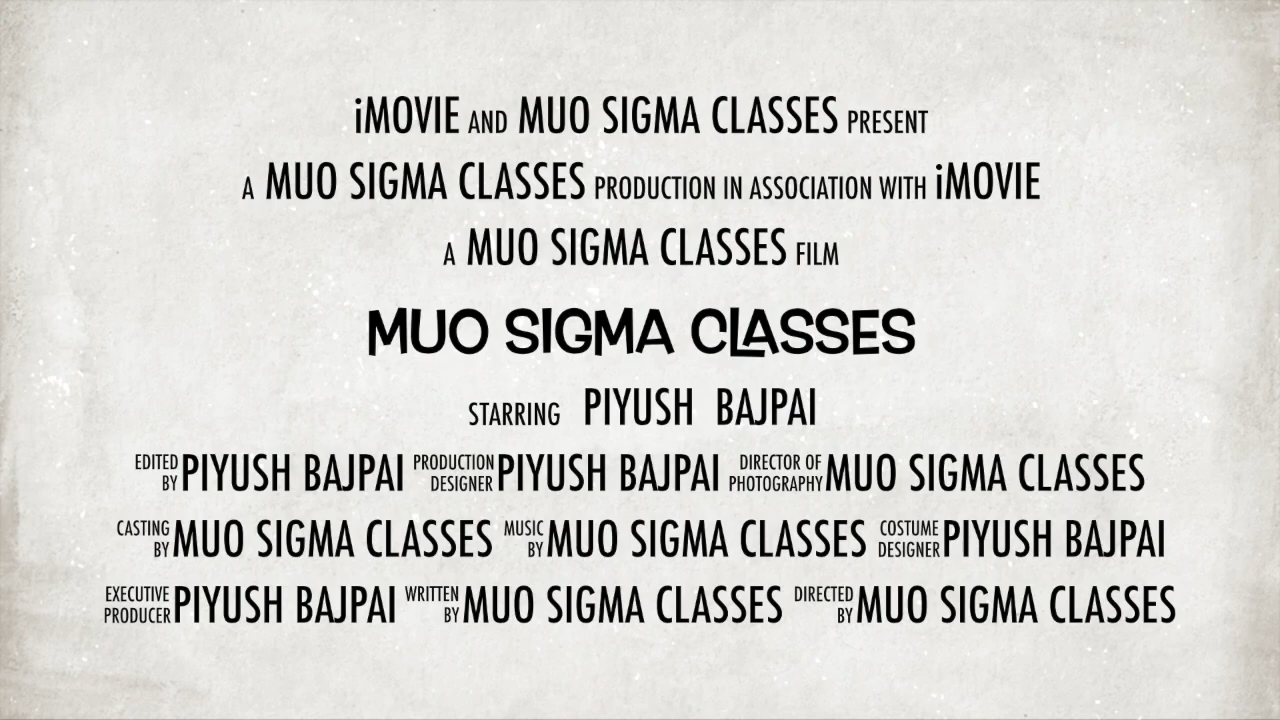 iMOVIE AND MUO SIGMA CLASSES PRESENT
A MUO SIGMA CLASSES PRODUCTION IN ASSOCIATION WITH iMOVIE
A MUO SIGMA CLASSES FILM
MUO SIGMA CLASSES
STARRING PIYUSH BAJPAI
EDITED BY PIYUSH BAJPAI PRODUCTION DESIGNER PIYUSH BAJPAI DIRECTOR OF PHOTOGRAPHY MUO SIGMA CLASSES
CASTING BY MUO SIGMA CLASSES MUSIC BY MUO SIGMA CLASSES COSTUME DESIGNER PIYUSH BAJPAI
EXECUTIVE PRODUCER PIYUSH BAJPAI WRITTEN BY MUO SIGMA CLASSES DIRECTED BY MUO SIGMA CLASSES